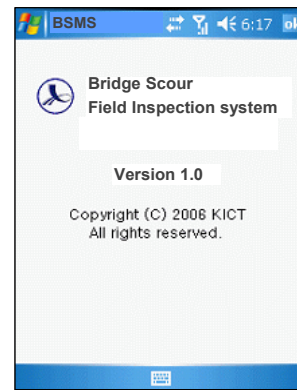 BSMS 6:17 ok
Bridge Scour
Field Inspection system
Version 1.0
Copyright (C) 2006 KICT
All rights reserved.